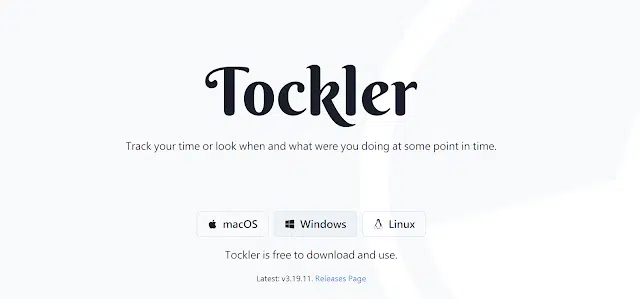 Tockler
Track your time or look when and what were you doing at some point in time.
macOS Windows Linux
Tockler is free to download and use.
Latest: v3.19.11. Releases Page